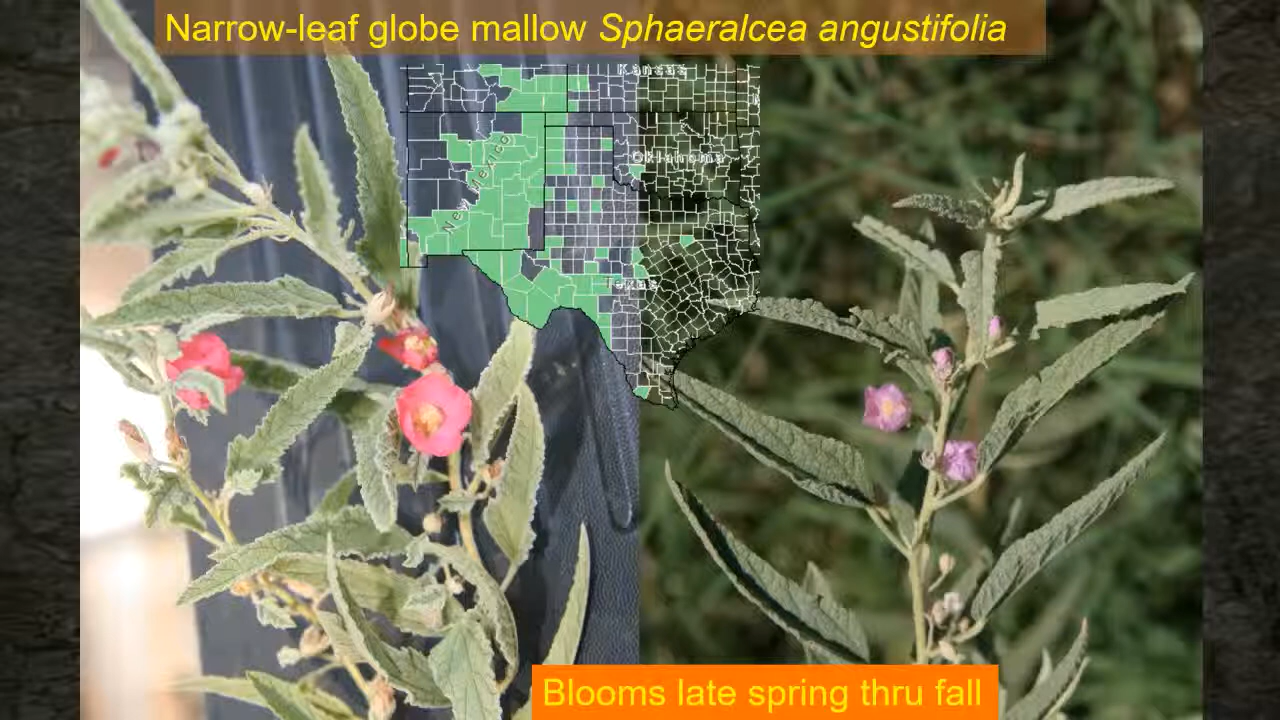 Narrow-leaf globe mallow Sphaeralcea angustifolia
Kansas
Oklahoma
New Mexico
Texas
Blooms late spring thru fall